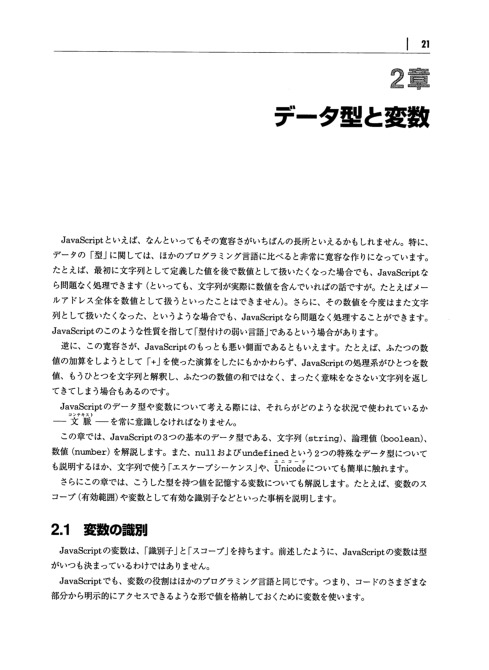 21
2章
データ型と変数
JavaScriptといえば、なんといってもその寛容さがいちばんの長所といえるかもしれません。特に、
データの「型」に関しては、ほかのプログラミング言語に比べると非常に寛容な作りになっています。
たとえば、最初に文字列として定義した値を後で数値として扱いたくなった場合でも、JavaScriptな
ら問題なく処理できます（といっても、文字列が実際に数値を含んでいればの話ですが。たとえばメー
ルアドレス全体を数値として扱うといったことはできません）。さらに、その数値を今度はまた文字
列として扱いたくなった、というような場合でも、JavaScriptなら問題なく処理することができます。
JavaScriptのこのような性質を指して「型付けの弱い言語」であるという場合があります。
逆に、この寛容さが、JavaScriptのもっとも悪い側面であるともいえます。たとえば、ふたつの数
値の加算をしようとして「+」を使った演算をしたにもかかわらず、JavaScriptの処理系がひとつを数
値、もうひとつを文字列と解釈し、ふたつの数値の和ではなく、まったく意味をなさない文字列を返し
てきてしまう場合もあるのです。
JavaScriptのデータ型や変数について考える際には、それらがどのような状況で使われているか
コンテキスト
── 文脈 ──を常に意識しなければなりません。
この章では、JavaScriptの3つの基本のデータ型である、文字列（string）、論理値（boolean）、
数値（number）を解説します。また、nullおよびundefinedという2つの特殊なデータ型について
ユニコード
も説明するほか、文字列で使う「エスケープシーケンス」や、Unicodeについても簡単に触れます。
さらにこの章では、こうした型を持つ値を記憶する変数についても解説します。たとえば、変数のス
コープ（有効範囲）や変数として有効な識別子などといった事柄を説明します。
2.1 変数の識別
JavaScriptの変数は、「識別子」と「スコープ」を持ちます。前述したように、JavaScriptの変数は型
がいつも決まっているわけではありません。
JavaScriptでも、変数の役割はほかのプログラミング言語と同じです。つまり、コードのさまざまな
部分から明示的にアクセスできるような形で値を格納しておくために変数を使います。